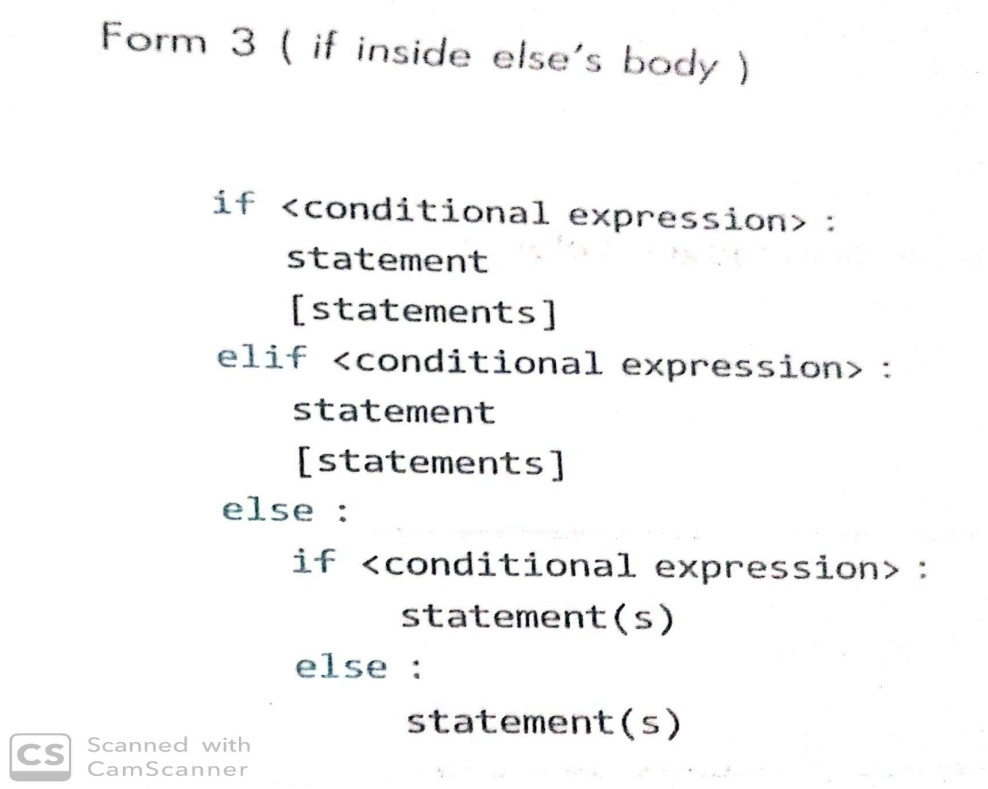 Form 3 ( if inside else's body )
if <conditional expression> :
statement
[statements]
elif <conditional expression> :
statement
[statements]
else :
if <conditional expression> :
statement(s)
else :
statement(s)
CS Scanned with
CamScanner